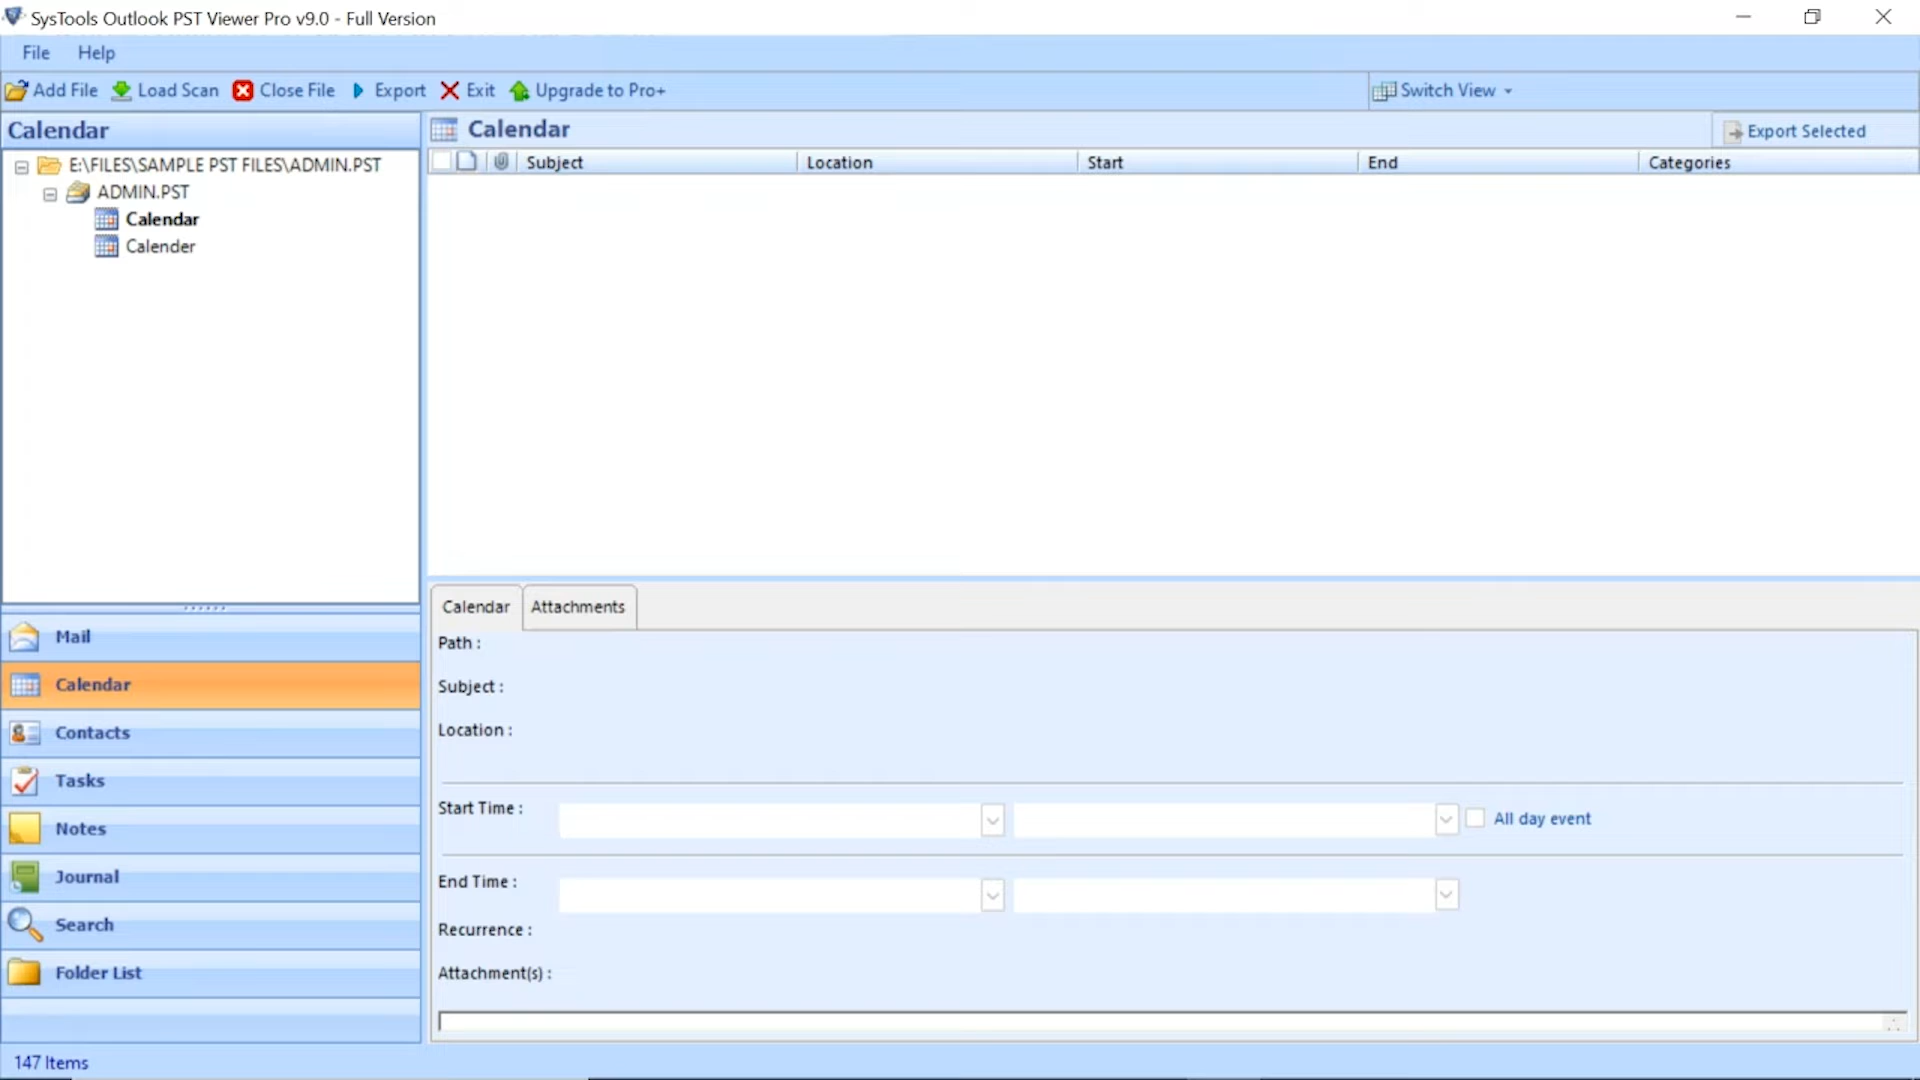 SysTools Outlook PST Viewer Pro v9.0 - Full Version
File Help
Add File Load Scan Close File Export Exit Upgrade to Pro+ Switch View
Calendar
E:\FILES\SAMPLE PST FILES\ADMIN.PST
ADMIN.PST
Calendar
Calender
Mail
Calendar
Contacts
Tasks
Notes
Journal
Search
Folder List
Calendar Export Selected
Subject Location Start End Categories
Calendar Attachments
Path :
Subject :
Location :
Start Time : All day event
End Time :
Recurrence :
Attachment(s) :
147 Items